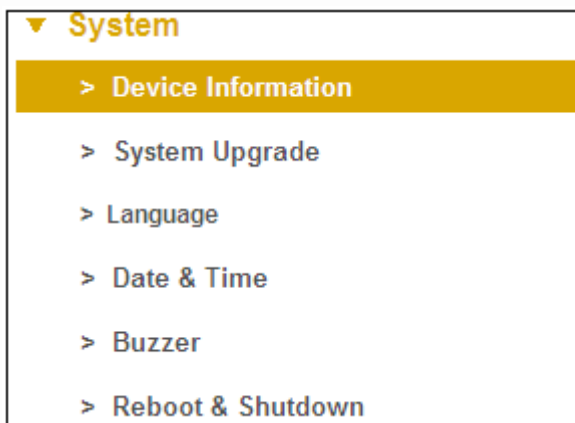 ▼ System
> Device Information
> System Upgrade
> Language
> Date & Time
> Buzzer
> Reboot & Shutdown